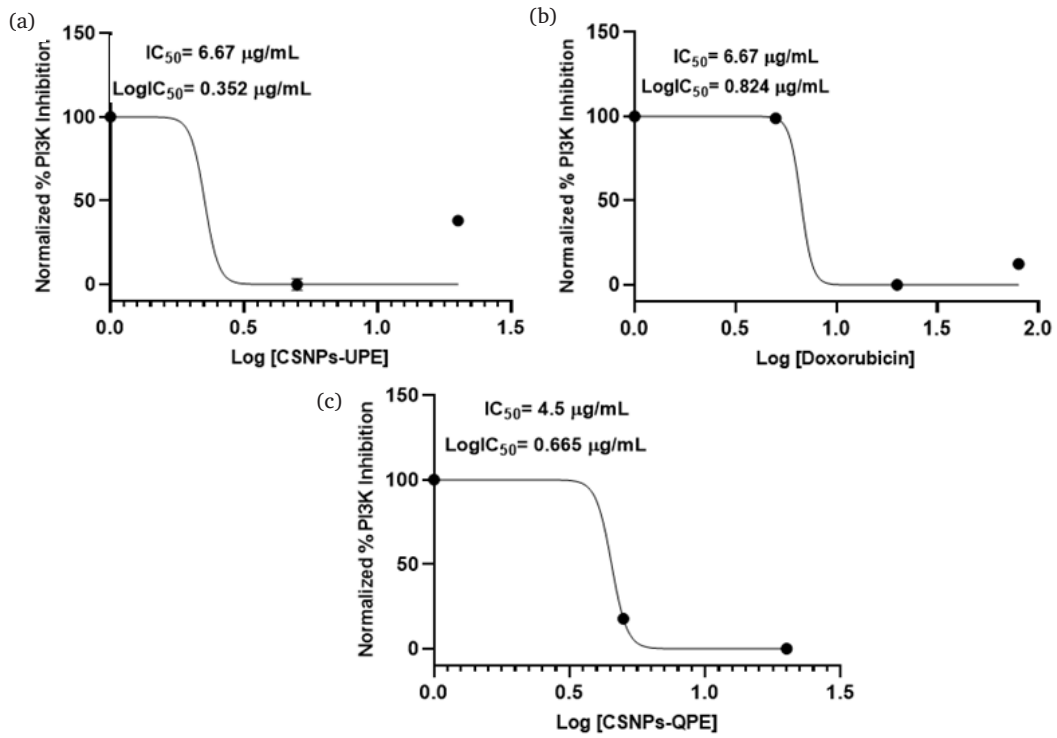 (a)
150
100
50
0
Normalized % PI3K Inhibition
IC50= 6.67 µg/mL
LogIC50= 0.352 µg/mL
0.0 0.5 1.0 1.5
Log [CSNPs-UPE]
(b)
150
100
50
0
Normalized % PI3K Inhibition
IC50= 6.67 µg/mL
LogIC50= 0.824 µg/mL
0.0 0.5 1.0 1.5 2.0
Log [Doxorubicin]
(c)
150
100
50
0
Normalized % PI3K Inhibition
IC50= 4.5 µg/mL
LogIC50= 0.665 µg/mL
0.0 0.5 1.0 1.5
Log [CSNPs-QPE]